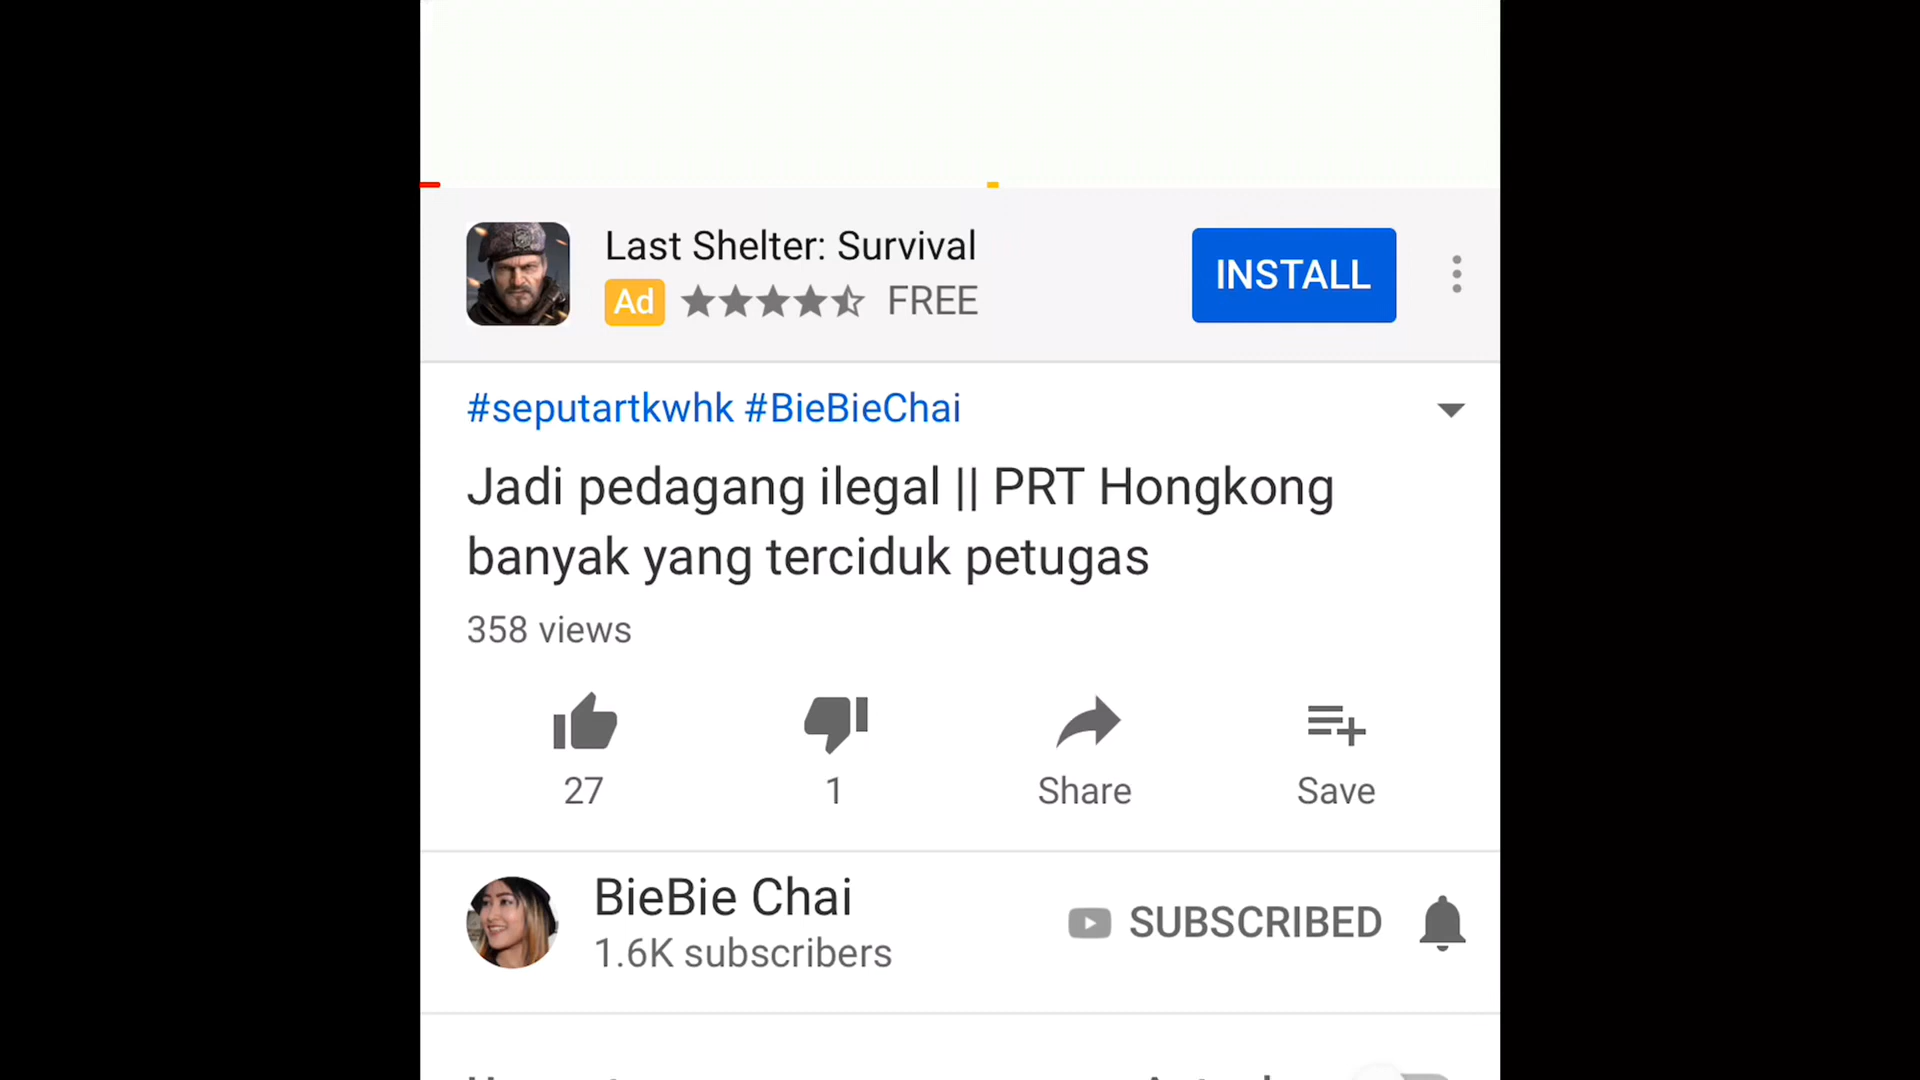 Last Shelter: Survival
Ad FREE
INSTALL
#seputartkwhk #BieBieChai
Jadi pedagang ilegal || PRT Hongkong
banyak yang terciduk petugas
358 views
27
1
Share
Save
BieBie Chai
1.6K subscribers
SUBSCRIBED